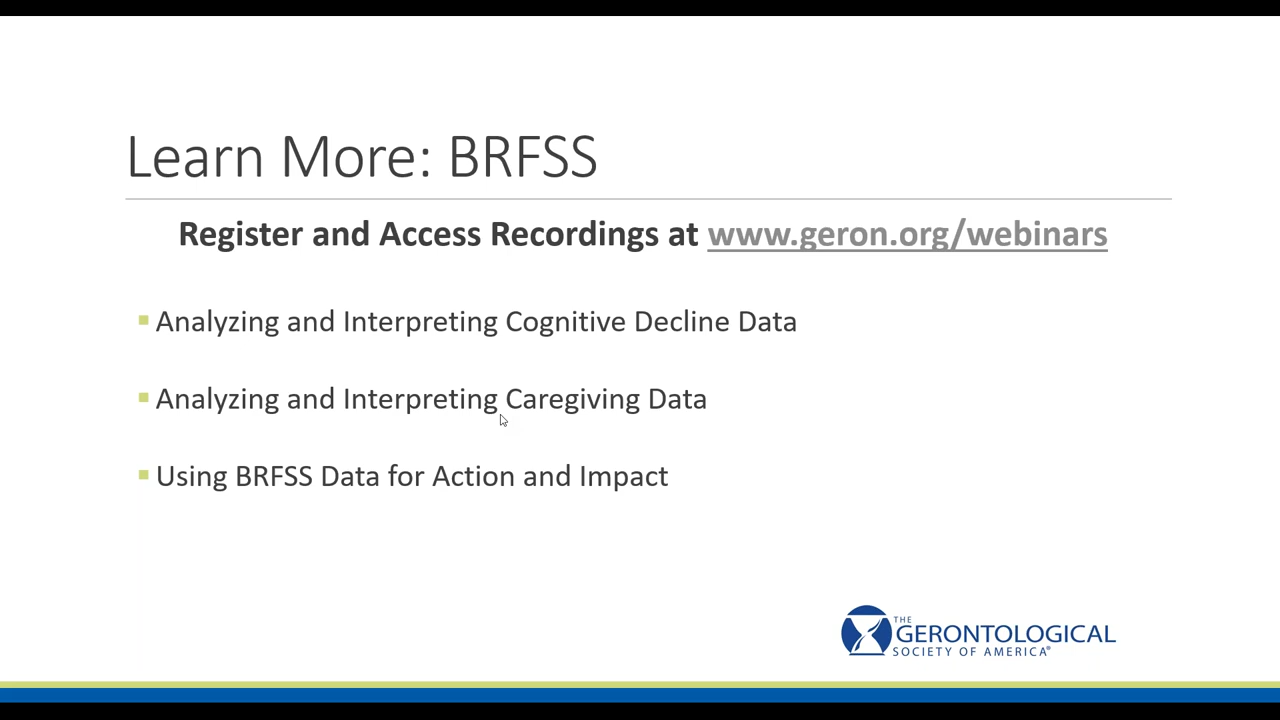 Learn More: BRFSS
Register and Access Recordings at www.geron.org/webinars
Analyzing and Interpreting Cognitive Decline Data
Analyzing and Interpreting Caregiving Data
Using BRFSS Data for Action and Impact
THE
GERONTOLOGICAL
SOCIETY OF AMERICA®